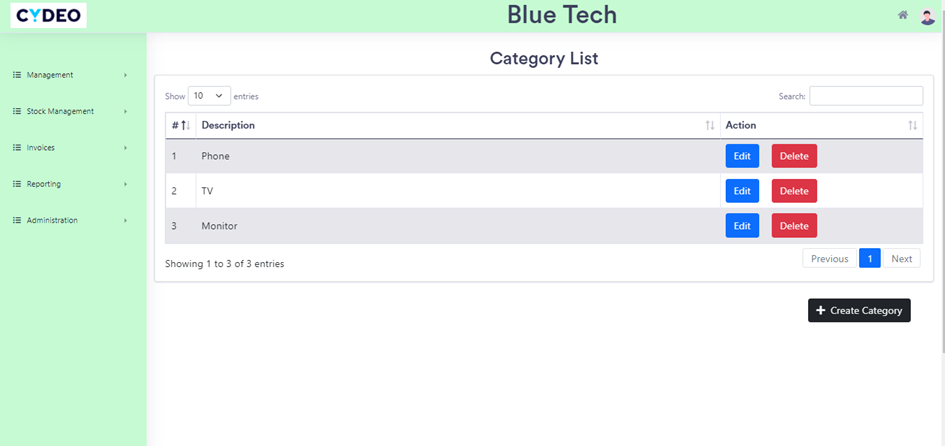 CYDEO
Blue Tech
Management
Stock Management
Invoices
Reporting
Administration
Category List
Show 10 entries
Search:
# Description Action
1 Phone Edit Delete
2 TV Edit Delete
3 Monitor Edit Delete
Showing 1 to 3 of 3 entries
Previous 1 Next
+ Create Category